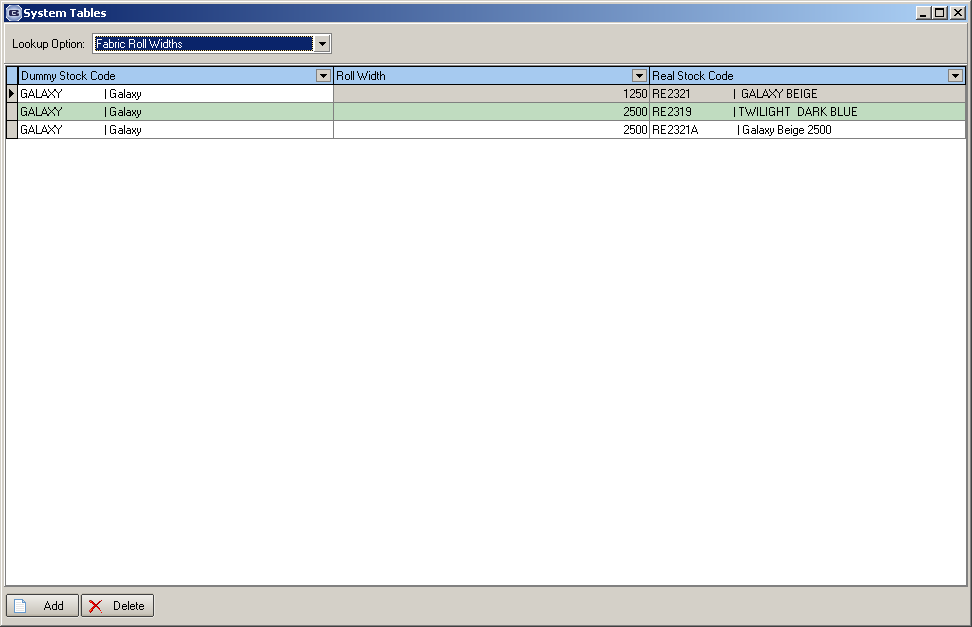 System Tables
Lookup Option: Fabric Roll Widths
Dummy Stock Code Roll Width Real Stock Code
GALAXY | Galaxy 1250 RE2321 | GALAXY BEIGE
GALAXY | Galaxy 2500 RE2319 | TWILIGHT DARK BLUE
GALAXY | Galaxy 2500 RE2321A | Galaxy Beige 2500
Add Delete